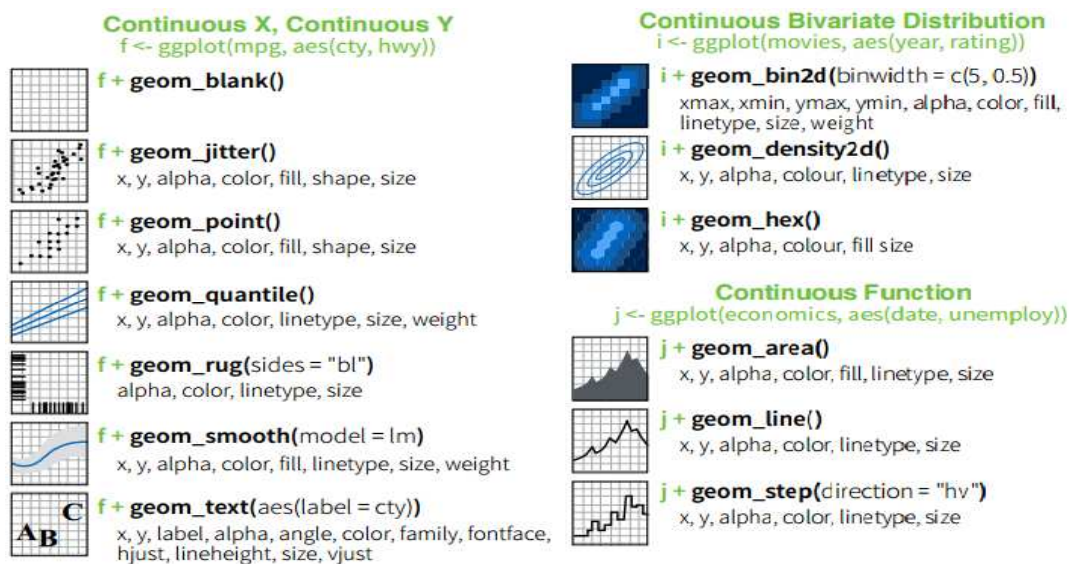 Continuous X, Continuous Y
f <- ggplot(mpg, aes(cty, hwy))
f + geom_blank()
f + geom_jitter()
x, y, alpha, color, fill, shape, size
f + geom_point()
x, y, alpha, color, fill, shape, size
f + geom_quantile()
x, y, alpha, color, linetype, size, weight
f + geom_rug(sides = "bl")
alpha, color, linetype, size
f + geom_smooth(model = lm)
x, y, alpha, color, fill, linetype, size, weight
A B C
f + geom_text(aes(label = cty))
x, y, label, alpha, angle, color, family, fontface,
hjust, lineheight, size, vjust
Continuous Bivariate Distribution
i <- ggplot(movies, aes(year, rating))
i + geom_bin2d(binwidth = c(5, 0.5))
xmax, xmin, ymax, ymin, alpha, color, fill,
linetype, size, weight
i + geom_density2d()
x, y, alpha, colour, linetype, size
i + geom_hex()
x, y, alpha, colour, fill size
Continuous Function
j <- ggplot(economics, aes(date, unemploy))
j + geom_area()
x, y, alpha, color, fill, linetype, size
j + geom_line()
x, y, alpha, color, linetype, size
j + geom_step(direction = "hv")
x, y, alpha, color, linetype, size